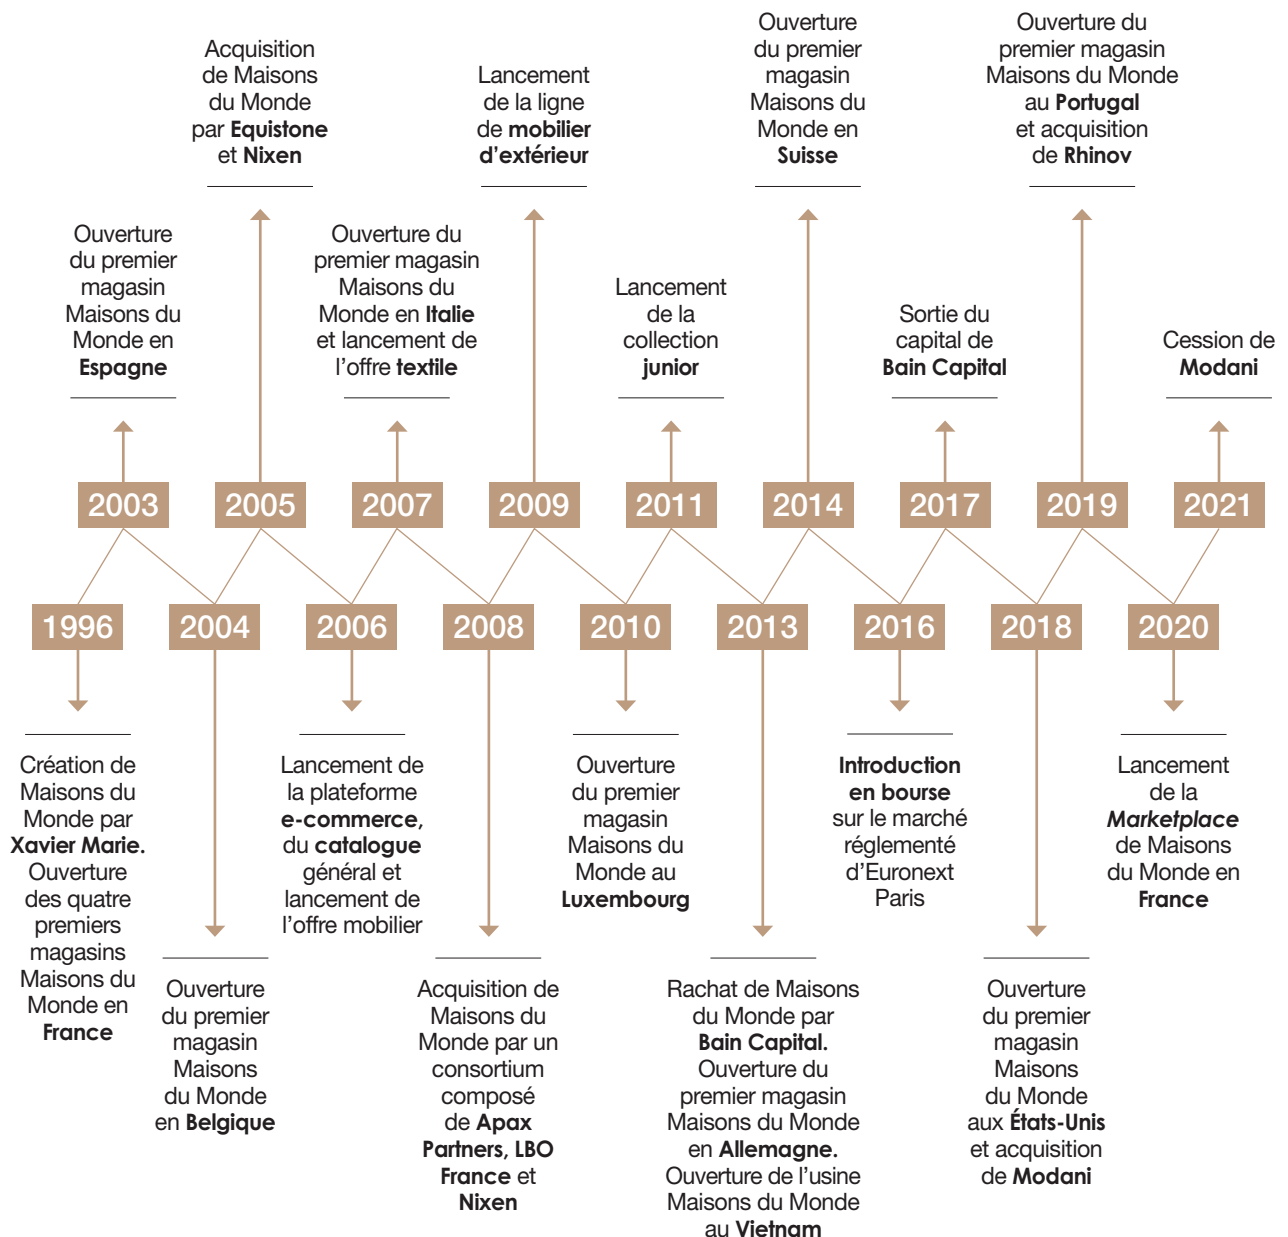 Acquisition
de Maisons
du Monde
par Equistone
et Nixen
Lancement
de la ligne
de mobilier
d’extérieur
Ouverture
du premier
magasin
Maisons du
Monde en
Suisse
Ouverture du
premier magasin
Maisons du Monde
au Portugal
et acquisition
de Rhinov
Ouverture
du premier
magasin
Maisons du
Monde en
Espagne
Ouverture du
premier magasin
Maisons du
Monde en Italie
et lancement de
l’offre textile
Lancement
de la
collection
junior
Sortie du
capital de
Bain Capital
Cession de
Modani
2003
2005
2007
2009
2011
2014
2017
2019
2021
1996
2004
2006
2008
2010
2013
2016
2018
2020
Création de
Maisons du
Monde par
Xavier Marie.
Ouverture
des quatre
premiers
magasins
Maisons du
Monde en
France
Lancement de
la plateforme
e-commerce,
du catalogue
général et
lancement de
l’offre mobilier
Ouverture
du premier
magasin
Maisons du
Monde au
Luxembourg
Introduction
en bourse
sur le marché
réglementé
d’Euronext
Paris
Lancement
de la
Marketplace
de Maisons
du Monde en
France
Ouverture
du premier
magasin
Maisons
du Monde
en Belgique
Acquisition de
Maisons du
Monde par un
consortium
composé
de Apax
Partners, LBO
France et
Nixen
Rachat de Maisons
du Monde par
Bain Capital.
Ouverture du
premier magasin
Maisons du Monde
en Allemagne.
Ouverture de l’usine
Maisons du Monde
au Vietnam
Ouverture
du premier
magasin
Maisons
du Monde
aux États-Unis
et acquisition
de Modani